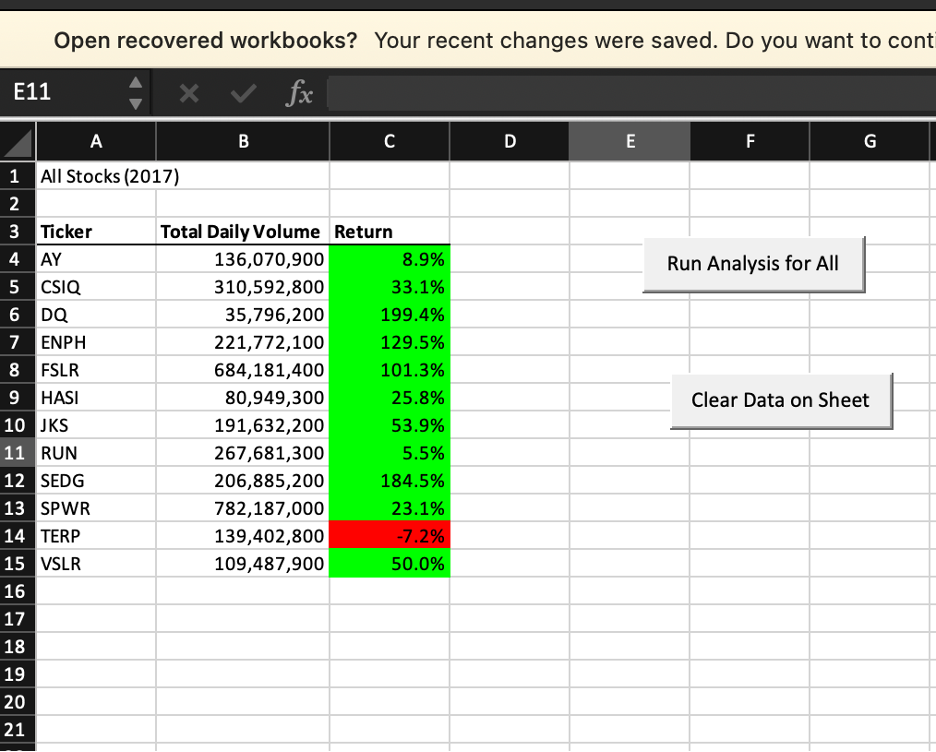 Open recovered workbooks? Your recent changes were saved. Do you want to conti
E11 fx
A B C D E F G
1 All Stocks (2017)
2
3 Ticker Total Daily Volume Return
4 AY 136,070,900 8.9% Run Analysis for All
5 CSIQ 310,592,800 33.1%
6 DQ 35,796,200 199.4%
7 ENPH 221,772,100 129.5%
8 FSLR 684,181,400 101.3%
9 HASI 80,949,300 25.8% Clear Data on Sheet
10 JKS 191,632,200 53.9%
11 RUN 267,681,300 5.5%
12 SEDG 206,885,200 184.5%
13 SPWR 782,187,000 23.1%
14 TERP 139,402,800 -7.2%
15 VSLR 109,487,900 50.0%
16
17
18
19
20
21